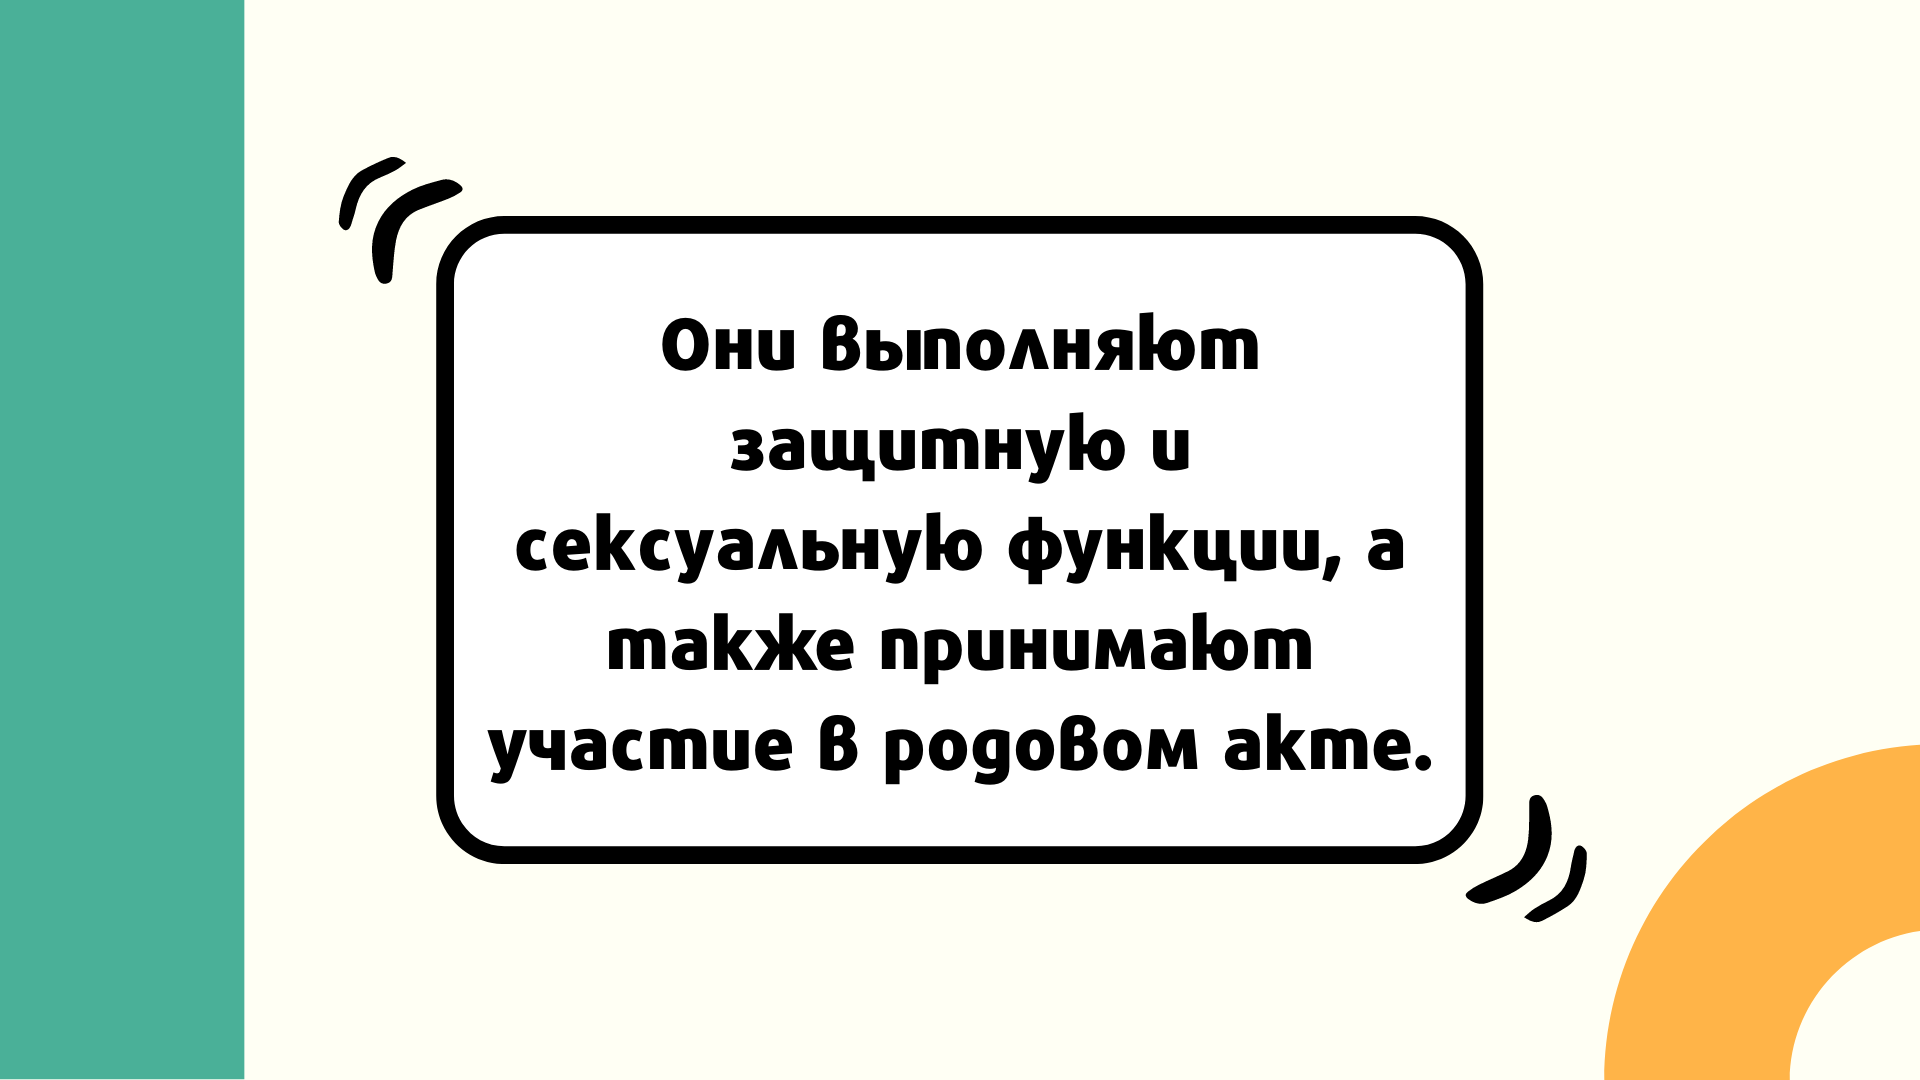 Они выполняют
защитную и
сексуальную функции, а
также принимают
участие в родовом акте.